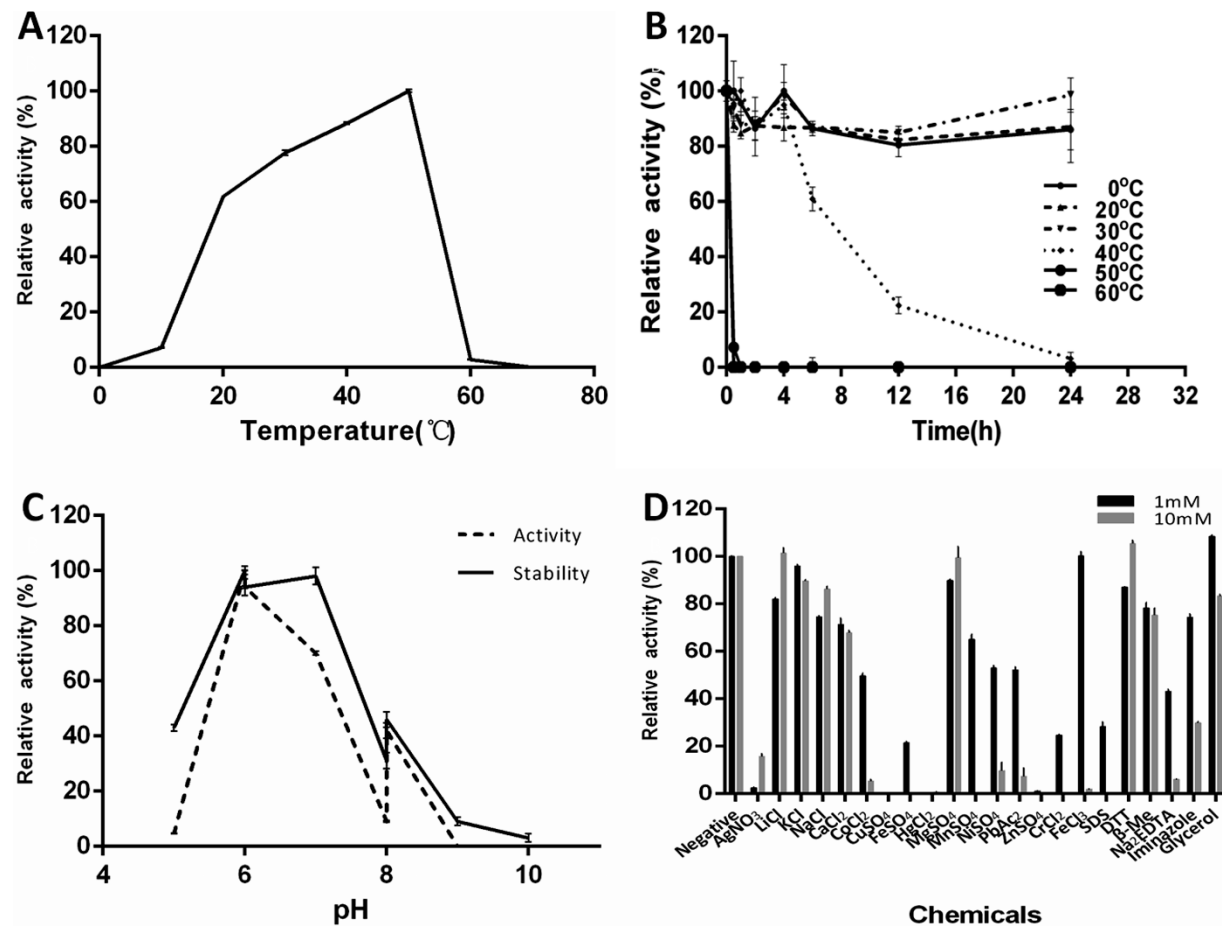 A
120
100
80
60
40
20
0
Relative activity (%)
0 20 40 60 80
Temperature(℃)
B
120
100
80
60
40
20
0
Relative activity (%)
0°C
20°C
30°C
40°C
50°C
60°C
0 4 8 12 16 20 24 28 32
Time(h)
C
120
100
80
60
40
20
0
Relative activity (%)
Activity
Stability
4 6 8 10
pH
D
120
100
80
60
40
20
0
Relative activity (%)
1mM
10mM
Negative
AgNO₃
LiCl
KCl
NaCl
CaCl₂
CoCl₂
CuSO₄
FeSO₄
HgCl₂
MgSO₄
MnSO₄
NiSO₄
PbAc₂
ZnSO₄
CrCl₂
FeCl₃
SDS
DTT
β-Me
Na₂EDTA
Iminazole
Glycerol
Chemicals